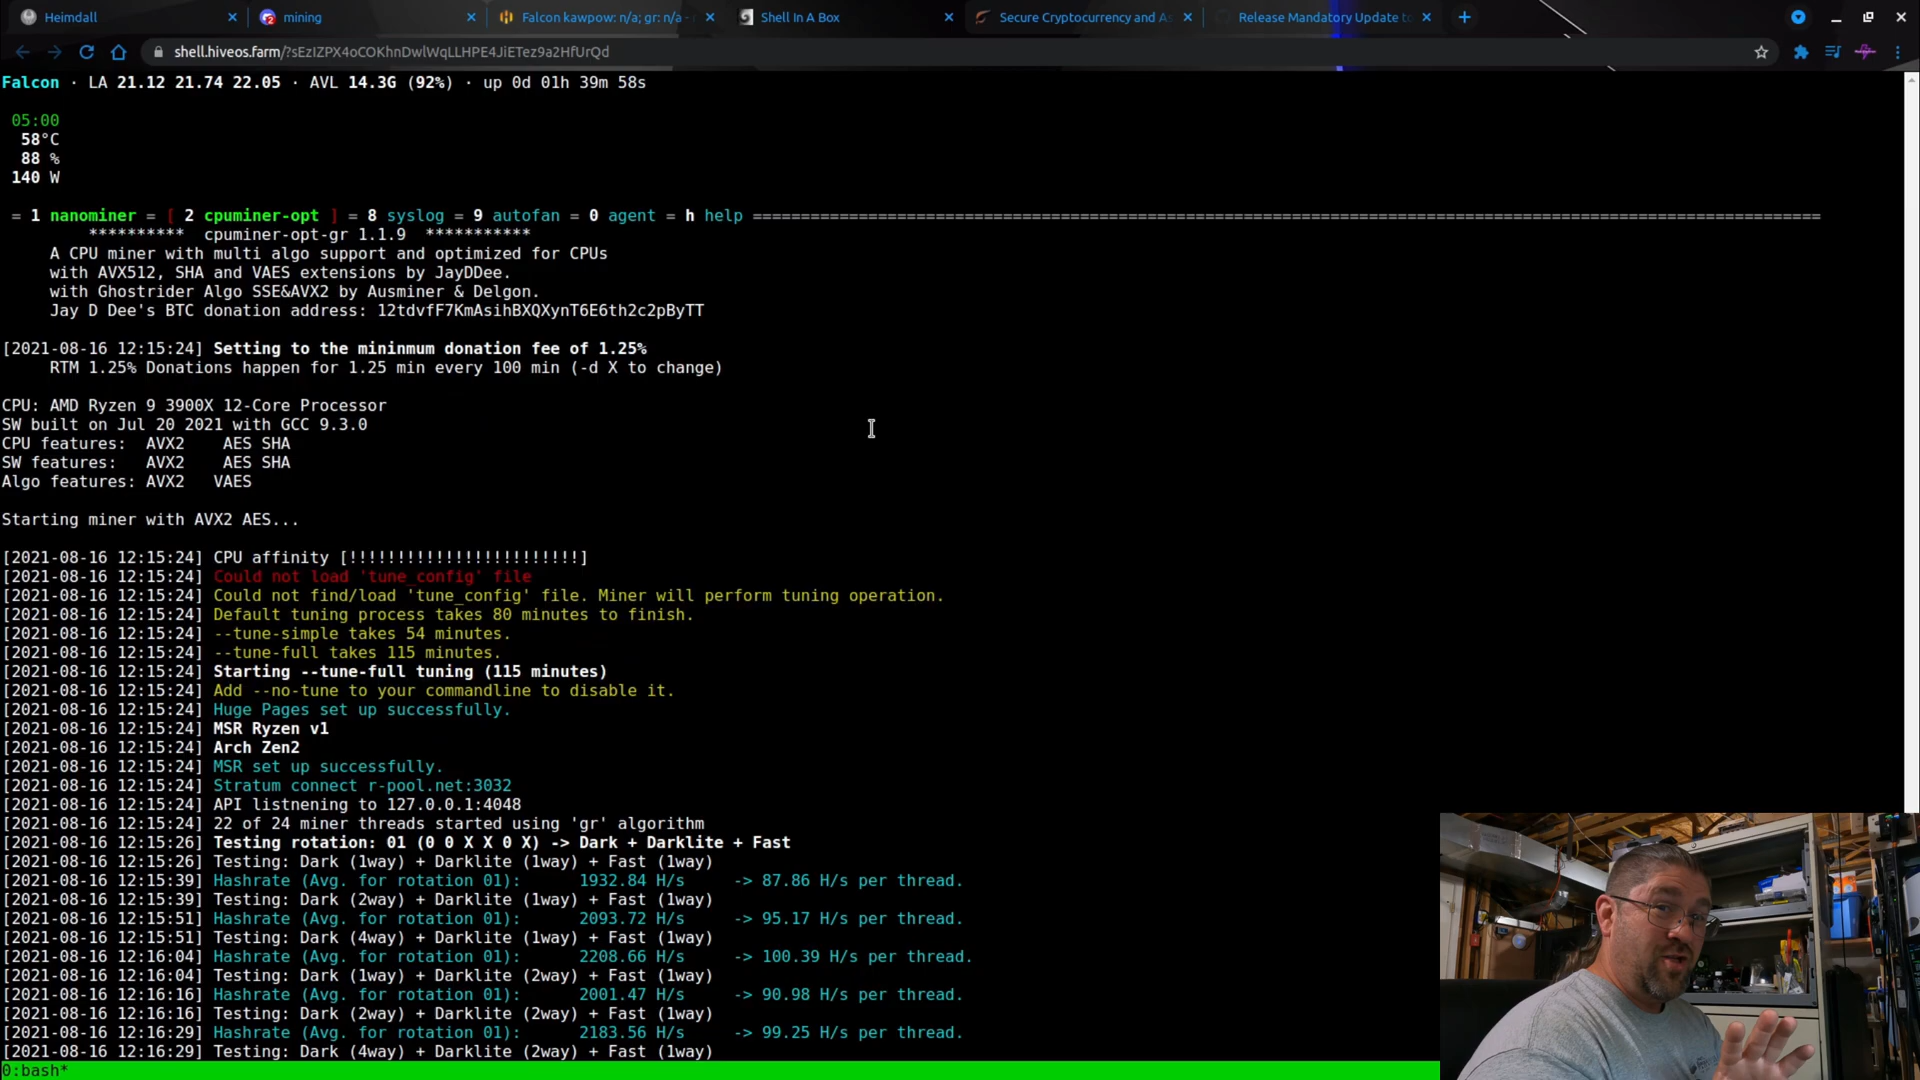 Heimdall
mining
Falcon kawpow: n/a; gr: n/a -
Shell In A Box
Secure Cryptocurrency and As
Release Mandatory Update to
shell.hiveos.farm/?sEzIZPX4oCOKhnDwlWqLLHPE4JiETez9a2HfUrQd
Falcon · LA 21.12 21.74 22.05 · AVL 14.3G (92%) · up 0d 01h 39m 58s
05:00
58°C
88 %
140 W
= 1 nanominer = [ 2 cpuminer-opt ] = 8 syslog = 9 autofan = 0 agent = h help ===============================================================================================================
********** cpuminer-opt-gr 1.1.9 ***********
A CPU miner with multi algo support and optimized for CPUs
with AVX512, SHA and VAES extensions by JayDDee.
with Ghostrider Algo SSE&AVX2 by Ausminer & Delgon.
Jay D Dee's BTC donation address: 12tdvfF7KmAsihBXQXynT6E6th2c2pByTT
[2021-08-16 12:15:24] Setting to the mininmum donation fee of 1.25%
RTM 1.25% Donations happen for 1.25 min every 100 min (-d X to change)
CPU: AMD Ryzen 9 3900X 12-Core Processor
SW built on Jul 20 2021 with GCC 9.3.0
CPU features: AVX2 AES SHA
SW features: AVX2 AES SHA
Algo features: AVX2 VAES
Starting miner with AVX2 AES...
[2021-08-16 12:15:24] CPU affinity [!!!!!!!!!!!!!!!!!!!!!!!!]
[2021-08-16 12:15:24] Could not load 'tune_config' file
[2021-08-16 12:15:24] Could not find/load 'tune_config' file. Miner will perform tuning operation.
[2021-08-16 12:15:24] Default tuning process takes 80 minutes to finish.
[2021-08-16 12:15:24] --tune-simple takes 54 minutes.
[2021-08-16 12:15:24] --tune-full takes 115 minutes.
[2021-08-16 12:15:24] Starting --tune-full tuning (115 minutes)
[2021-08-16 12:15:24] Add --no-tune to your commandline to disable it.
[2021-08-16 12:15:24] Huge Pages set up successfully.
[2021-08-16 12:15:24] MSR Ryzen v1
[2021-08-16 12:15:24] Arch Zen2
[2021-08-16 12:15:24] MSR set up successfully.
[2021-08-16 12:15:24] Stratum connect r-pool.net:3032
[2021-08-16 12:15:24] API listnening to 127.0.0.1:4048
[2021-08-16 12:15:24] 22 of 24 miner threads started using 'gr' algorithm
[2021-08-16 12:15:26] Testing rotation: 01 (0 0 X X 0 X) -> Dark + Darklite + Fast
[2021-08-16 12:15:26] Testing: Dark (1way) + Darklite (1way) + Fast (1way)
[2021-08-16 12:15:39] Hashrate (Avg. for rotation 01): 1932.84 H/s -> 87.86 H/s per thread.
[2021-08-16 12:15:39] Testing: Dark (2way) + Darklite (1way) + Fast (1way)
[2021-08-16 12:15:51] Hashrate (Avg. for rotation 01): 2093.72 H/s -> 95.17 H/s per thread.
[2021-08-16 12:15:51] Testing: Dark (4way) + Darklite (1way) + Fast (1way)
[2021-08-16 12:16:04] Hashrate (Avg. for rotation 01): 2208.66 H/s -> 100.39 H/s per thread.
[2021-08-16 12:16:04] Testing: Dark (1way) + Darklite (2way) + Fast (1way)
[2021-08-16 12:16:16] Hashrate (Avg. for rotation 01): 2001.47 H/s -> 90.98 H/s per thread.
[2021-08-16 12:16:16] Testing: Dark (2way) + Darklite (2way) + Fast (1way)
[2021-08-16 12:16:29] Hashrate (Avg. for rotation 01): 2183.56 H/s -> 99.25 H/s per thread.
[2021-08-16 12:16:29] Testing: Dark (4way) + Darklite (2way) + Fast (1way)
0:bash*